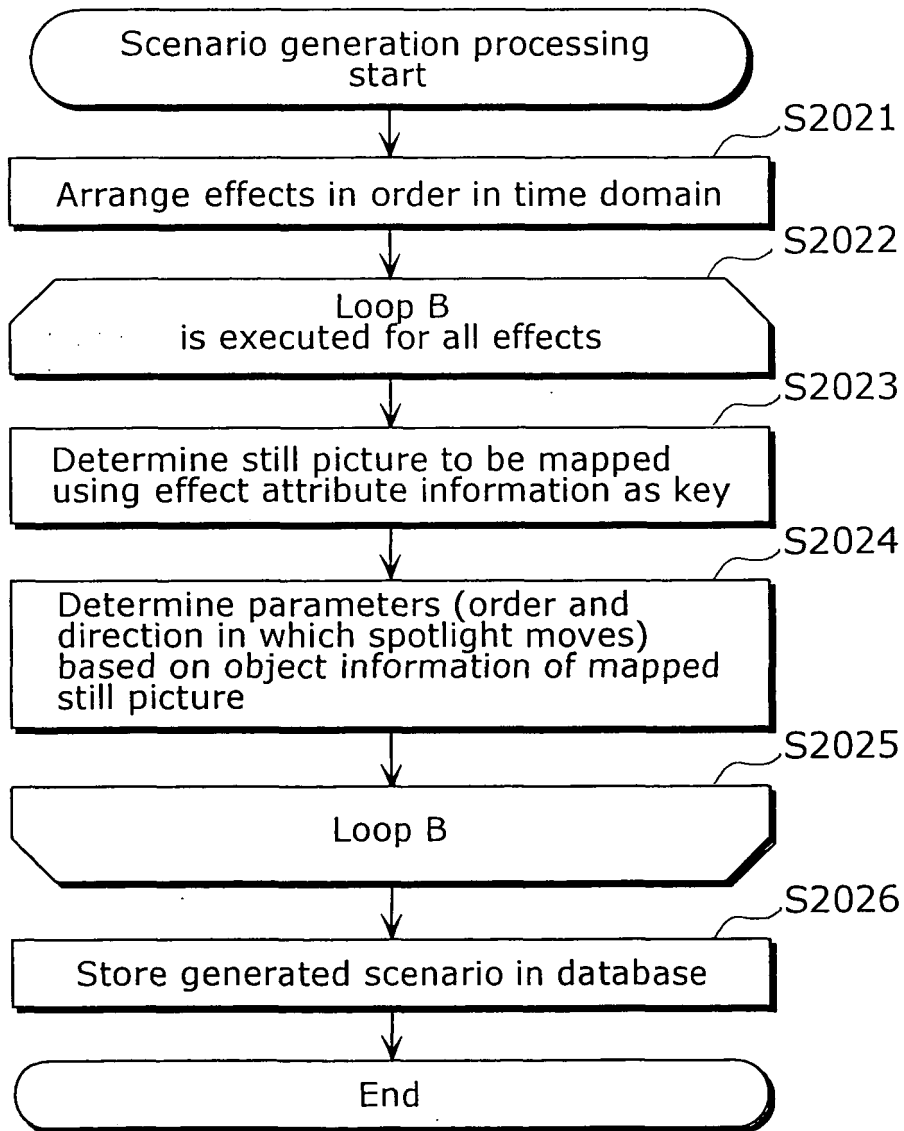 Scenario generation processing
start
S2021
Arrange effects in order in time domain
S2022
Loop B
is executed for all effects
S2023
Determine still picture to be mapped
using effect attribute information as key
S2024
Determine parameters (order and
direction in which spotlight moves)
based on object information of mapped
still picture
S2025
Loop B
S2026
Store generated scenario in database
End